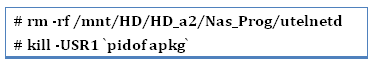 # rm -rf /mnt/HD/HD_a2/Nas_Prog/utelnetd
# kill -USR1 `pidof apkg`